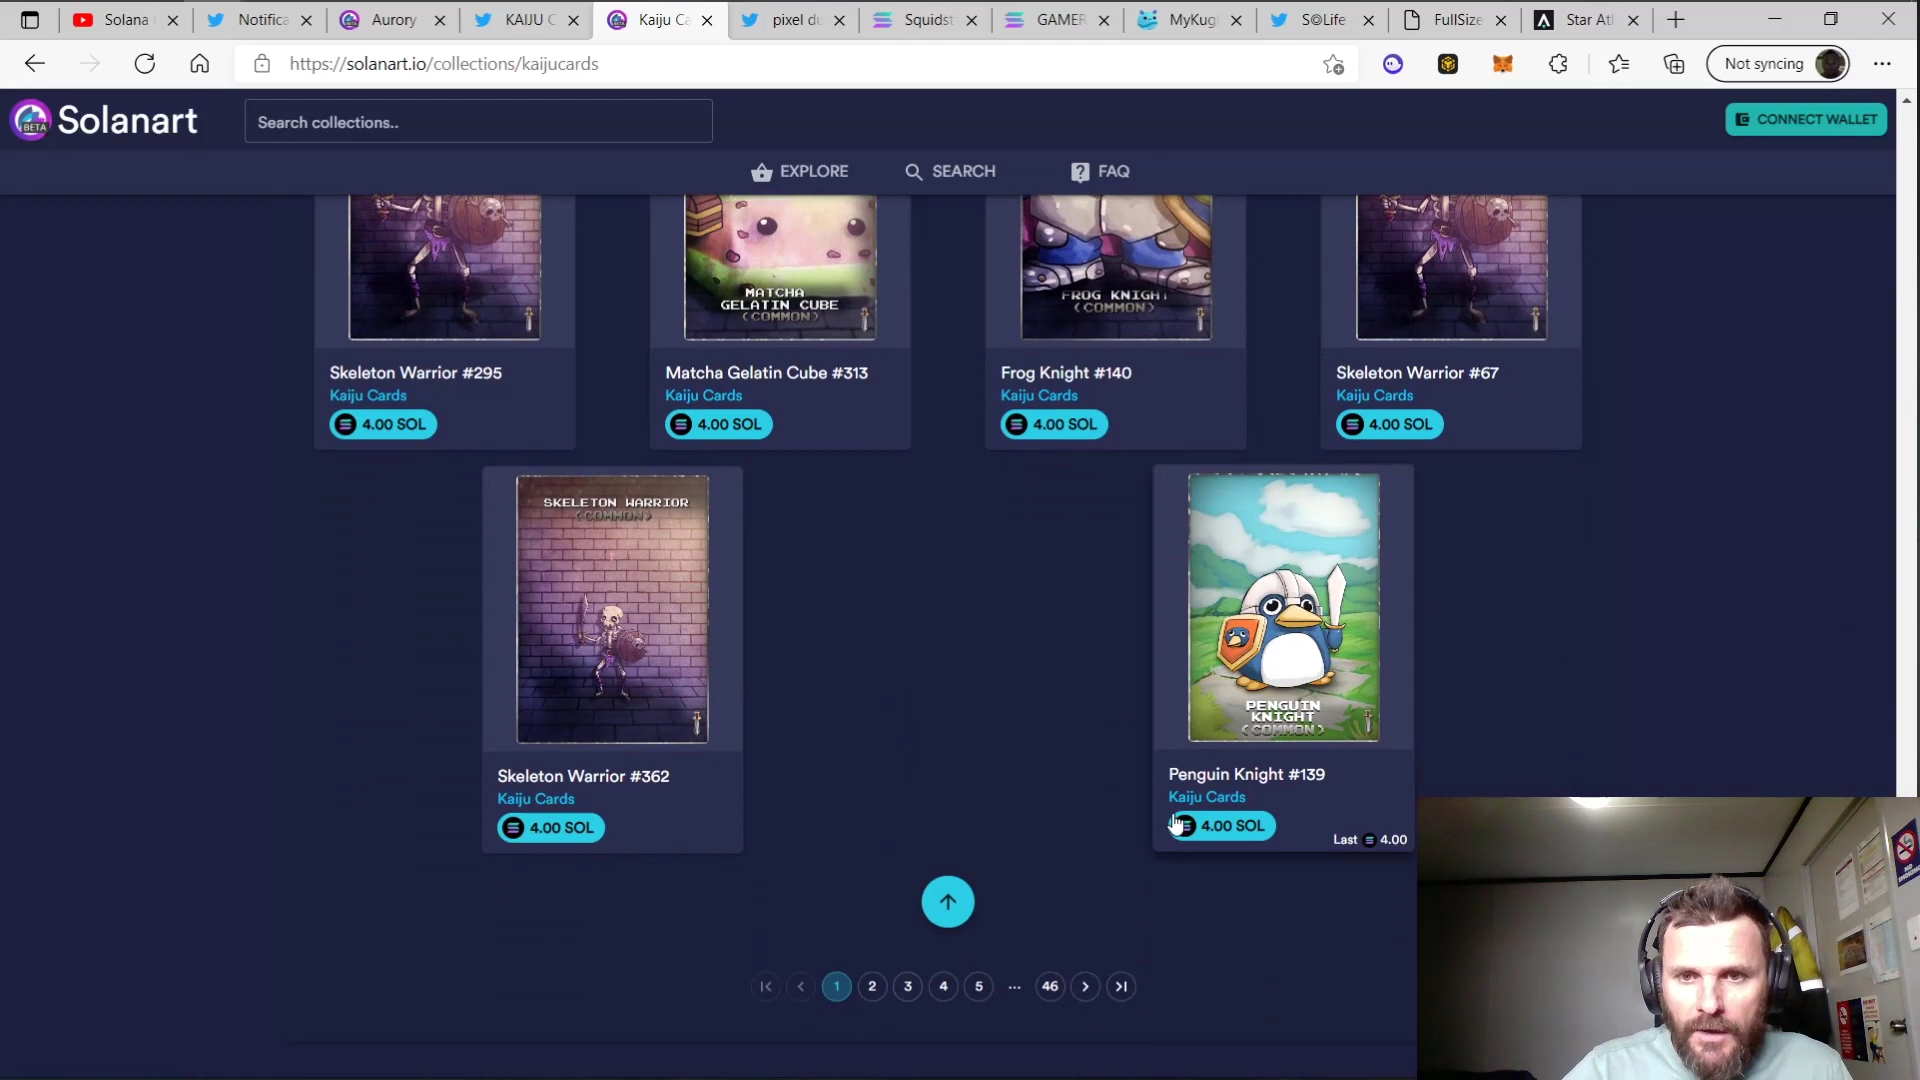 Solana
Notifica
Aurory
KAIJU C
Kaiju Ca
pixel du
Squidst
GAMER
MyKug
S@Life
FullSize
Star Atl
https://solanart.io/collections/kaijucards
Not syncing
BETA
Solanart
Search collections..
CONNECT WALLET
EXPLORE
SEARCH
FAQ
MATCHA
GELATIN CUBE
(COMMON)
FROG KNIGHT
(COMMON)
Skeleton Warrior #295
Kaiju Cards
4.00 SOL
Matcha Gelatin Cube #313
Kaiju Cards
4.00 SOL
Frog Knight #140
Kaiju Cards
4.00 SOL
Skeleton Warrior #67
Kaiju Cards
4.00 SOL
SKELETON WARRIOR
(COMMON)
PENGUIN
KNIGHT
(COMMON)
Skeleton Warrior #362
Kaiju Cards
4.00 SOL
Penguin Knight #139
Kaiju Cards
4.00 SOL
Last 4.00
1 2 3 4 5 ... 46